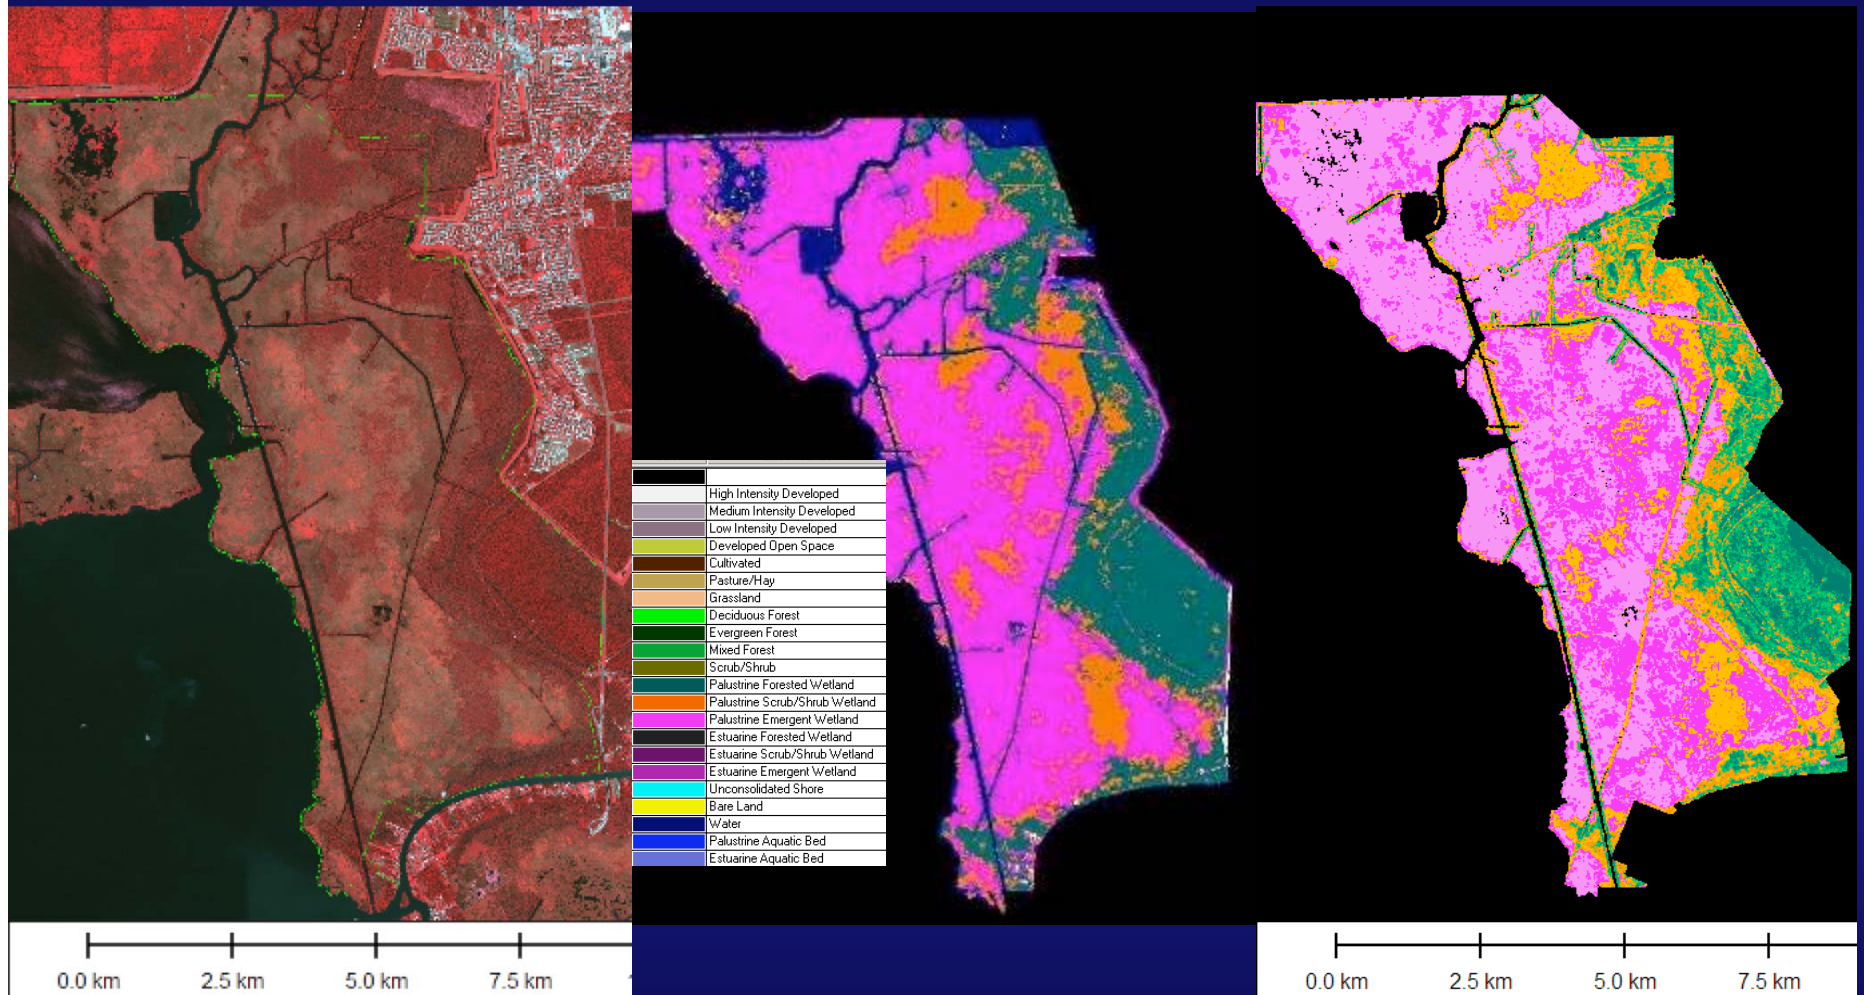 High Intensity Developed
Medium Intensity Developed
Low Intensity Developed
Developed Open Space
Cultivated
Pasture/Hay
Grassland
Deciduous Forest
Evergreen Forest
Mixed Forest
Scrub/Shrub
Palustrine Forested Wetland
Palustrine Scrub/Shrub Wetland
Palustrine Emergent Wetland
Estuarine Forested Wetland
Estuarine Scrub/Shrub Wetland
Estuarine Emergent Wetland
Unconsolidated Shore
Bare Land
Water
Palustrine Aquatic Bed
Estuarine Aquatic Bed
0.0 km 2.5 km 5.0 km 7.5 km
0.0 km 2.5 km 5.0 km 7.5 km